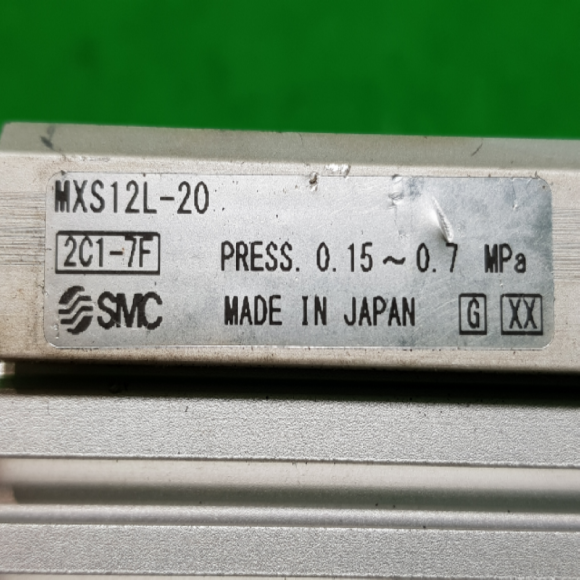 MXS12L-20
2C1-7F PRESS. 0.15~0.7 MPa
SMC MADE IN JAPAN G XX